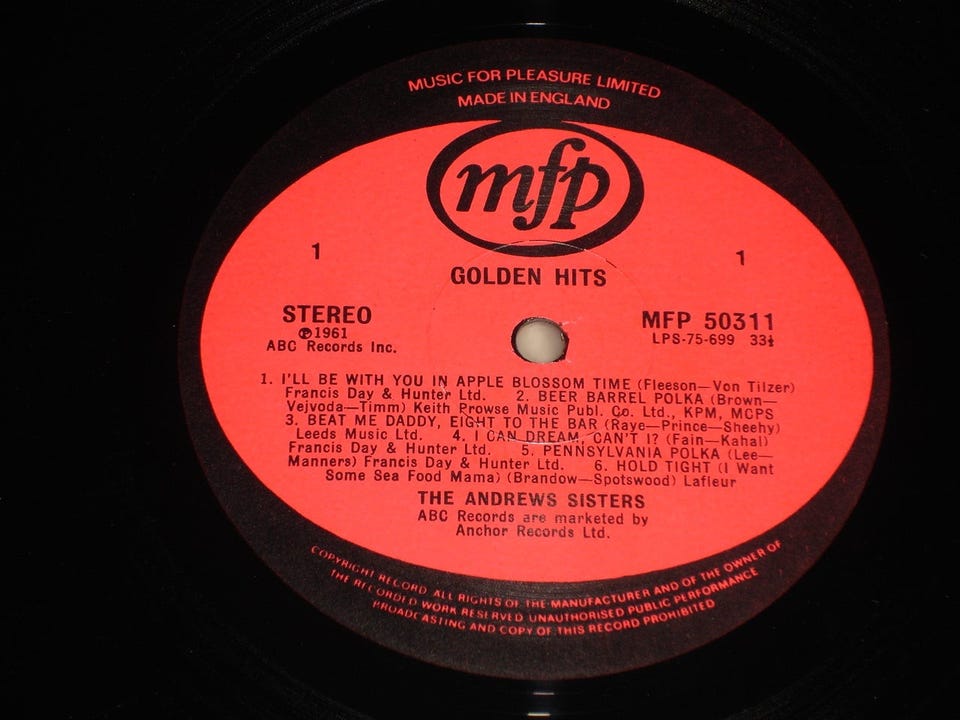 MUSIC FOR PLEASURE LIMITED
MADE IN ENGLAND
mfp
1 1
GOLDEN HITS
STEREO
℗1961
ABC Records Inc.
MFP 50311
LPS-75-699 33⅓
1. I'LL BE WITH YOU IN APPLE BLOSSOM TIME (Fleeson—Von Tilzer)
Francis Day & Hunter Ltd. 2. BEER BARREL POLKA (Brown—
Vejvoda—Timm) Keith Prowse Music Publ. Co. Ltd., KPM, MCPS
3. BEAT ME DADDY, EIGHT TO THE BAR (Raye—Prince—Sheehy)
Leeds Music Ltd. 4. I CAN DREAM, CAN'T I? (Fain—Kahal)
Francis Day & Hunter Ltd. 5. PENNSYLVANIA POLKA (Lee—
Manners) Francis Day & Hunter Ltd. 6. HOLD TIGHT (I Want
Some Sea Food Mama) (Brandow—Spotswood) Lafleur
THE ANDREWS SISTERS
ABC Records are marketed by
Anchor Records Ltd.
COPYRIGHT RECORD ALL RIGHTS OF THE MANUFACTURER AND OF THE OWNER OF
THE RECORDED WORK RESERVED UNAUTHORISED PUBLIC PERFORMANCE
BROADCASTING AND COPY OF THIS RECORD PROHIBITED